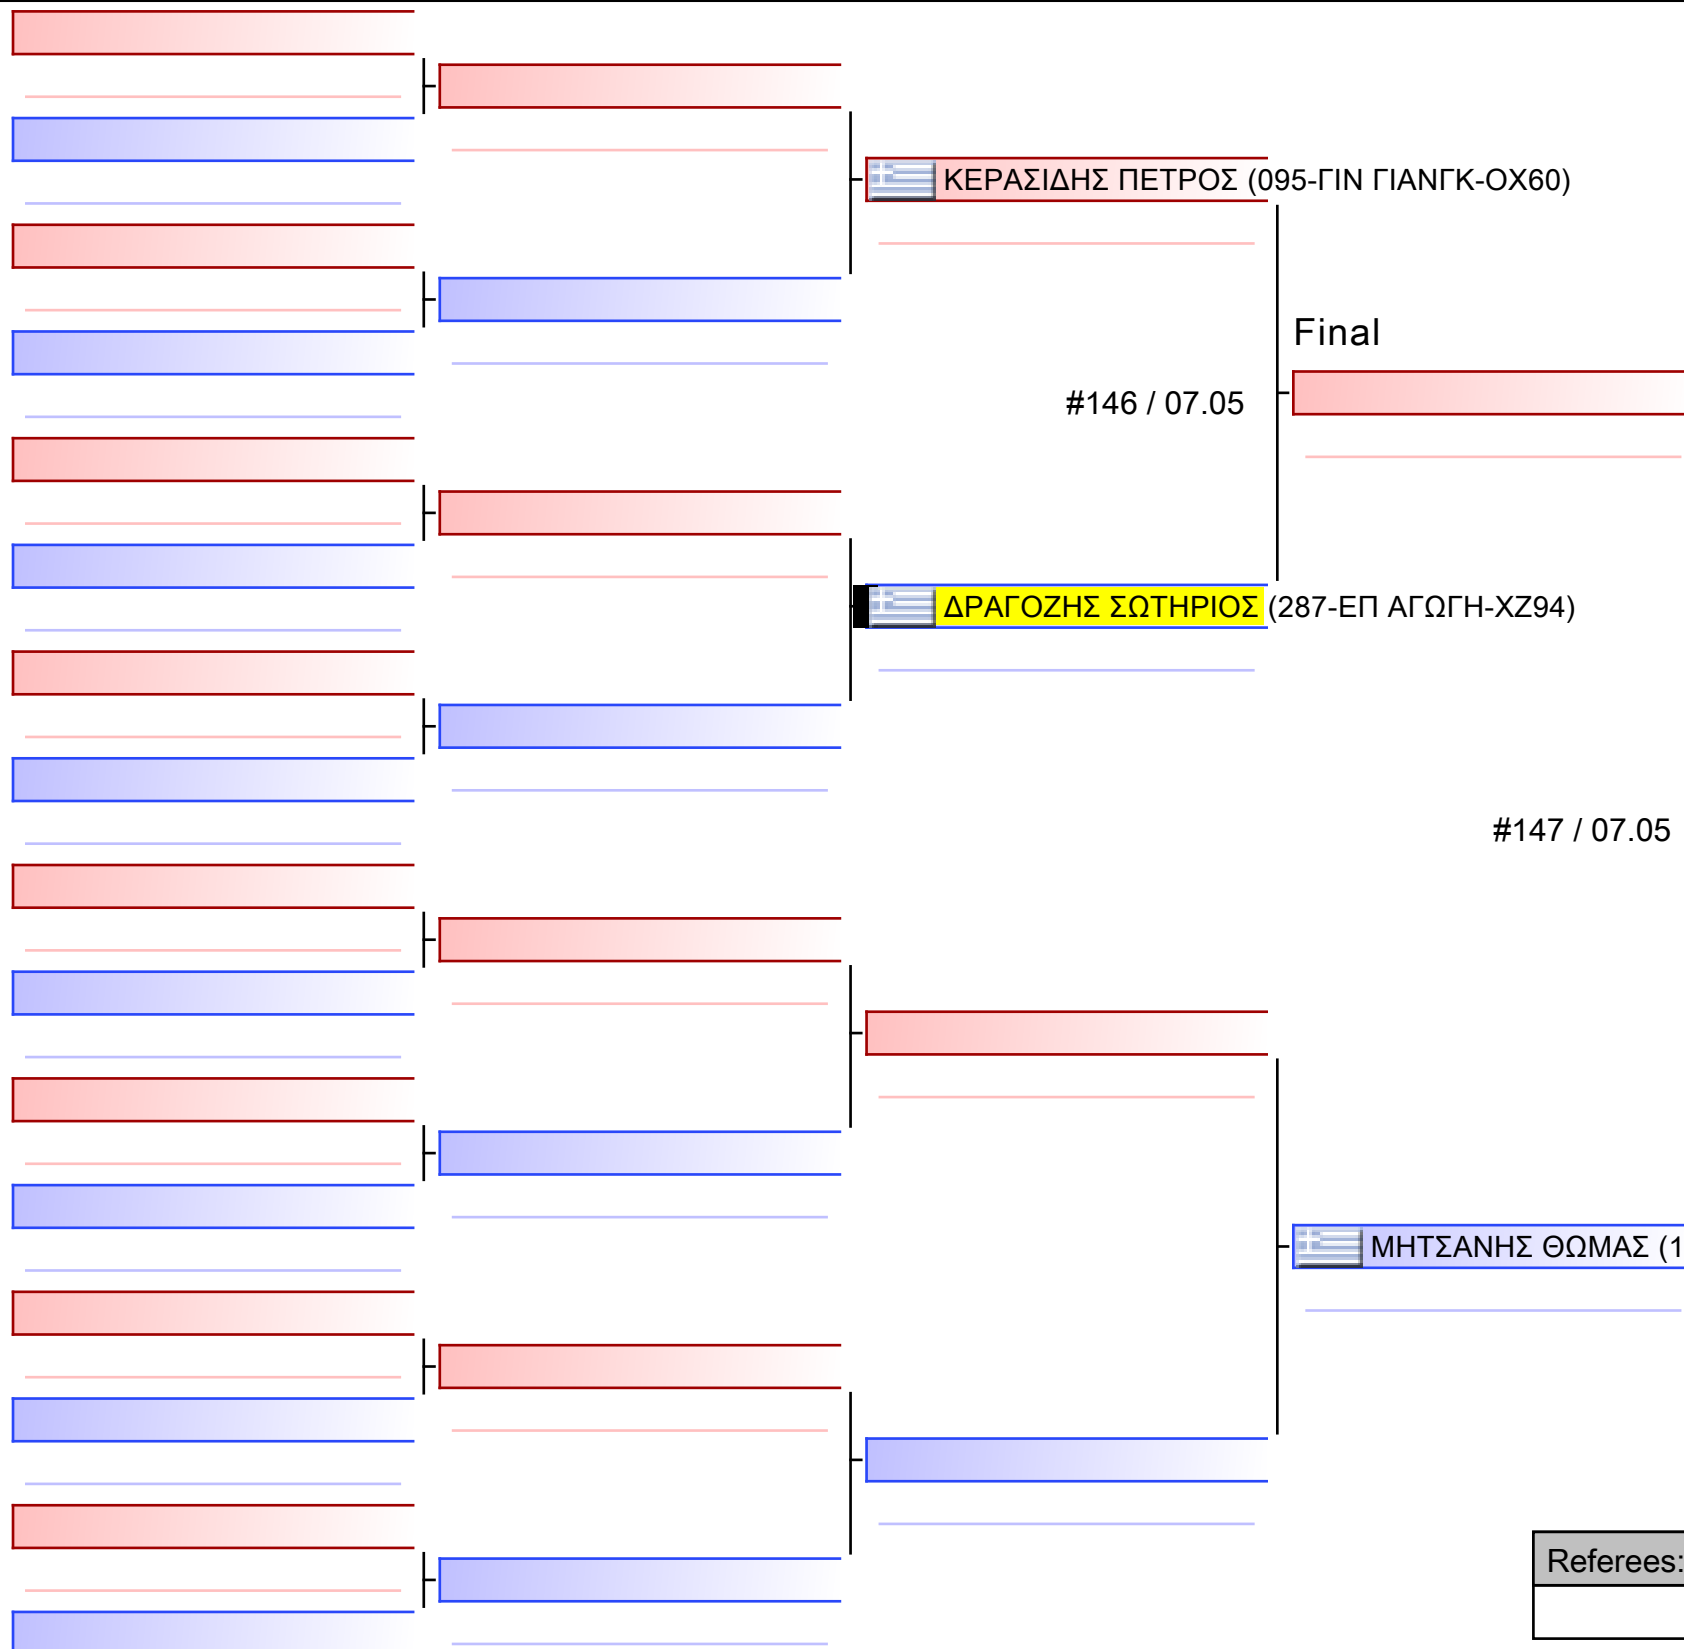 ΚΕΡΑΣΙΔΗΣ ΠΕΤΡΟΣ (095-ΓΙΝ ΓΙΑΝΓΚ-ΟΧ60)
Final
#146 / 07.05
ΔΡΑΓΟΖΗΣ ΣΩΤΗΡΙΟΣ (287-ΕΠ ΑΓΩΓΗ-ΧΖ94)
#147 / 07.05
ΜΗΤΣΑΝΗΣ ΘΩΜΑΣ (1
Referees: